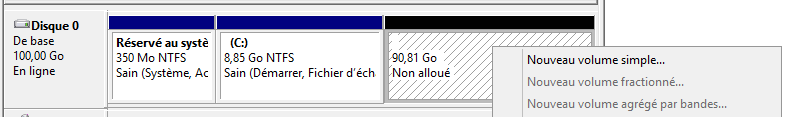 Disque 0
De base
100,00 Go
En ligne
Réservé au systè
350 Mo NTFS
Sain (Système, Ac
(C:)
8,85 Go NTFS
Sain (Démarrer, Fichier d'éch
90,81 Go
Non alloué
Nouveau volume simple...
Nouveau volume fractionné...
Nouveau volume agrégé par bandes...